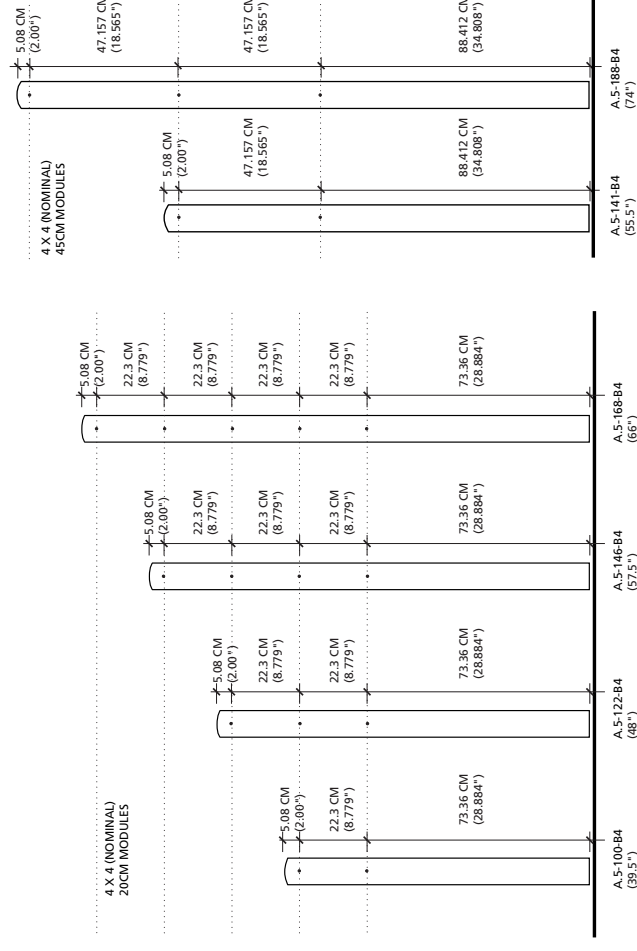 4 X 4 (NOMINAL)
20CM MODULES
5.08 CM
(2.00")
22.3 CM
(8.779")
73.36 CM
(28.884")
A.5-100-B4
(39.5")
5.08 CM
(2.00")
22.3 CM
(8.779")
22.3 CM
(8.779")
73.36 CM
(28.884")
A.5-122-B4
(48")
5.08 CM
(2.00")
22.3 CM
(8.779")
22.3 CM
(8.779")
22.3 CM
(8.779")
73.36 CM
(28.884")
A.5-146-B4
(57.5")
5.08 CM
(2.00")
22.3 CM
(8.779")
22.3 CM
(8.779")
22.3 CM
(8.779")
22.3 CM
(8.779")
73.36 CM
(28.884")
A.5-168-B4
(66")
4 X 4 (NOMINAL)
45CM MODULES
5.08 CM
(2.00")
47.157 CM
(18.565")
88.412 CM
(34.808")
A.5-141-B4
(55.5")
5.08 CM
(2.00")
47.157 CM
(18.565")
47.157 CM
(18.565")
88.412 CM
(34.808")
A.5-188-B4
(74")